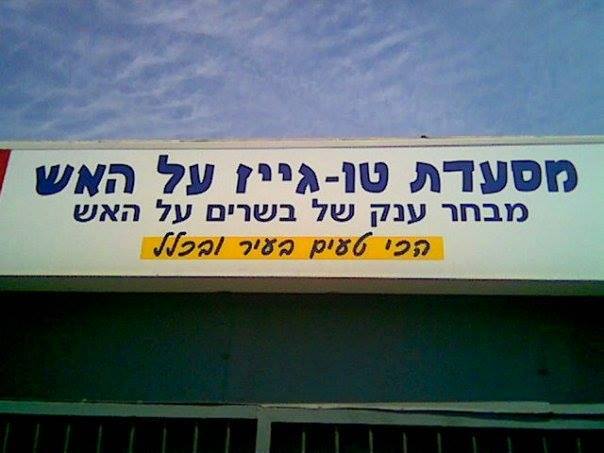 מסעדת טו-גייז על האש
מבחר ענק של בשרים על האש
הכי טעים בעיר ובכלל